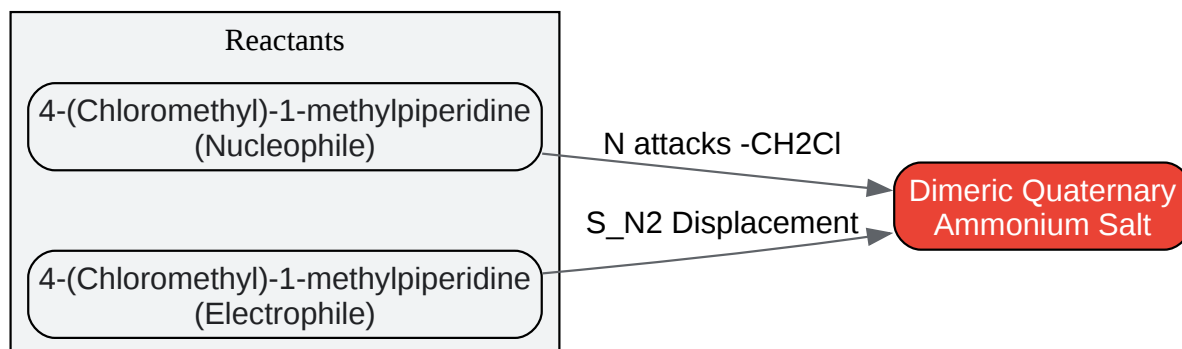 Reactants
4-(Chloromethyl)-1-methylpiperidine
(Nucleophile)
N attacks -CH2Cl
Dimeric Quaternary
Ammonium Salt
S_N2 Displacement
4-(Chloromethyl)-1-methylpiperidine
(Electrophile)